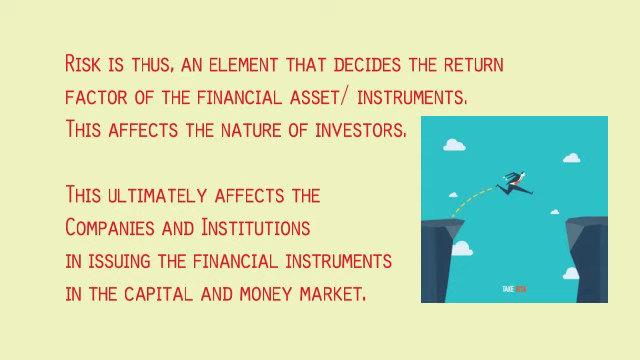 Risk is thus, an element that decides the return
factor of the financial asset/ instruments.
This affects the nature of investors.
This ultimately affects the
Companies and Institutions
in issuing the financial instruments
in the capital and money market.
TAKE RISK